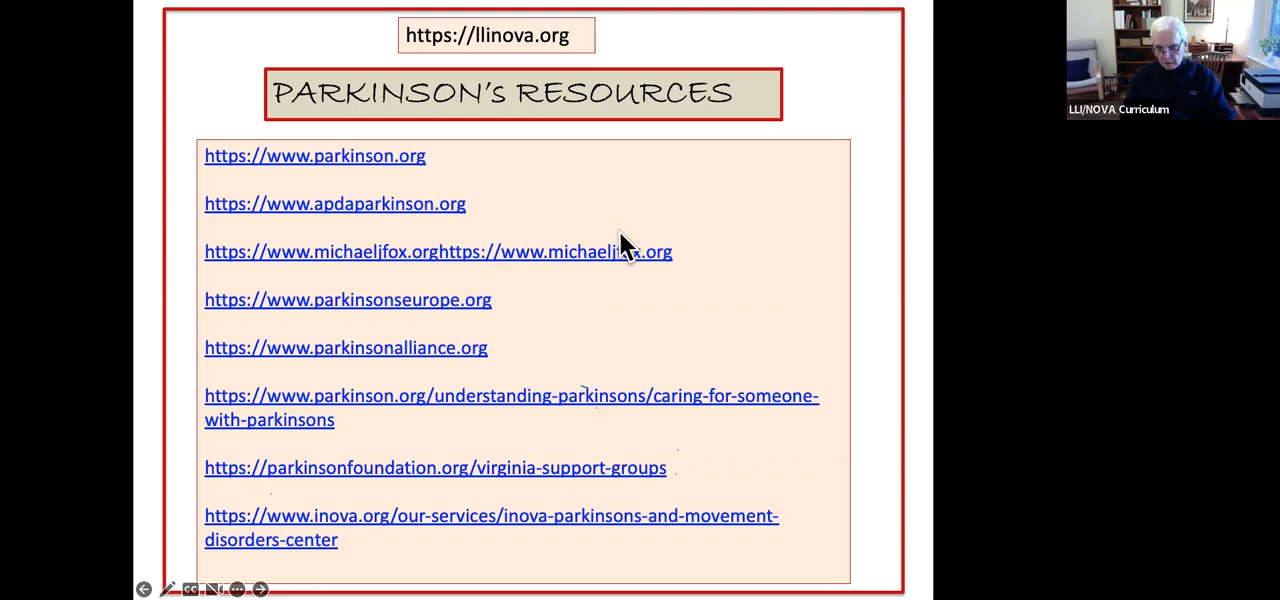 https://llinova.org
PARKINSON's RESOURCES
https://www.parkinson.org
https://www.apdaparkinson.org
https://www.michaeljfox.orghttps://www.michaeljfox.org
https://www.parkinsonseurope.org
https://www.parkinsonalliance.org
https://www.parkinson.org/understanding-parkinsons/caring-for-someone-
with-parkinsons
https://parkinsonfoundation.org/virginia-support-groups
https://www.inova.org/our-services/inova-parkinsons-and-movement-
disorders-center
CC
LLI/NOVA Curriculum